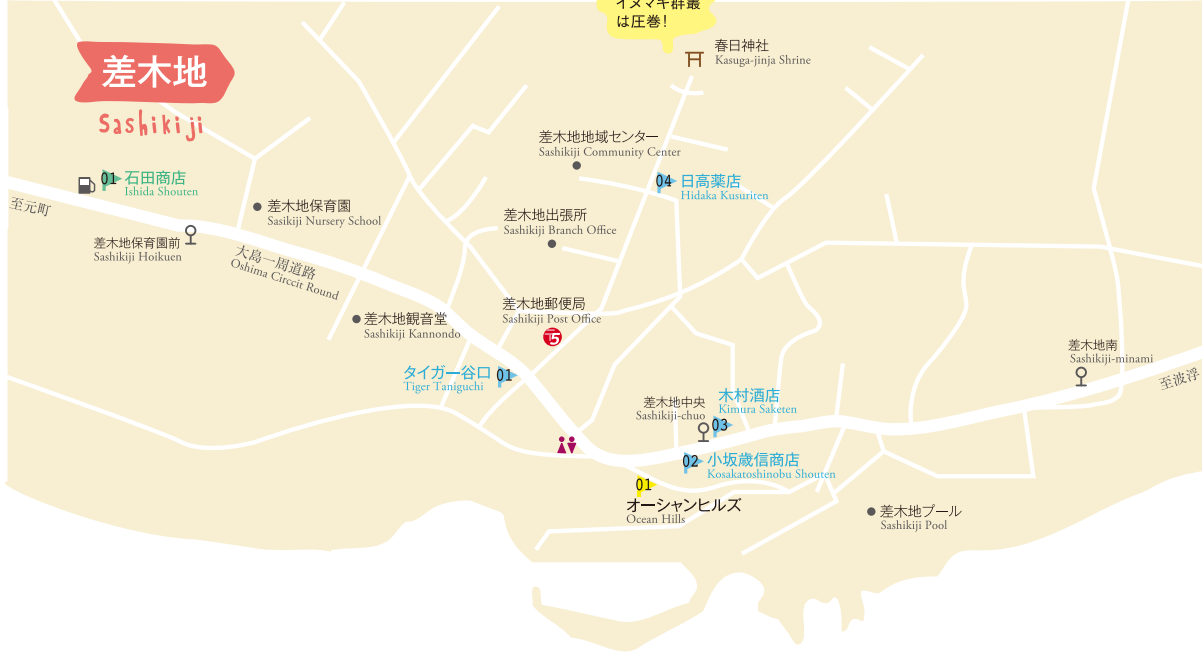 イヌマキ群叢
は圧巻!
春日神社
Kasuga-jinja Shrine
差木地
Sashikiji
差木地地域センター
Sashikiji Community Center
01 石田商店
Ishida Shouten
04 日高薬店
Hidaka Kusuriten
至元町
差木地保育園
Sasikiji Nursery School
差木地出張所
Sashikiji Branch Office
差木地保育園前
Sashikiji Hoikuen
大島一周道路
Oshima Circcit Round
差木地郵便局
Sashikiji Post Office
〒5
差木地観音堂
Sashikiji Kannondo
差木地南
Sashikiji-minami
至波浮
タイガー谷口 01
Tiger Taniguchi
木村酒店
Kimura Saketen
03
差木地中央
Sashikiji-chuo
02 小坂歳信商店
Kosakatoshinobu Shouten
01
オーシャンヒルズ
Ocean Hills
差木地プール
Sashikiji Pool